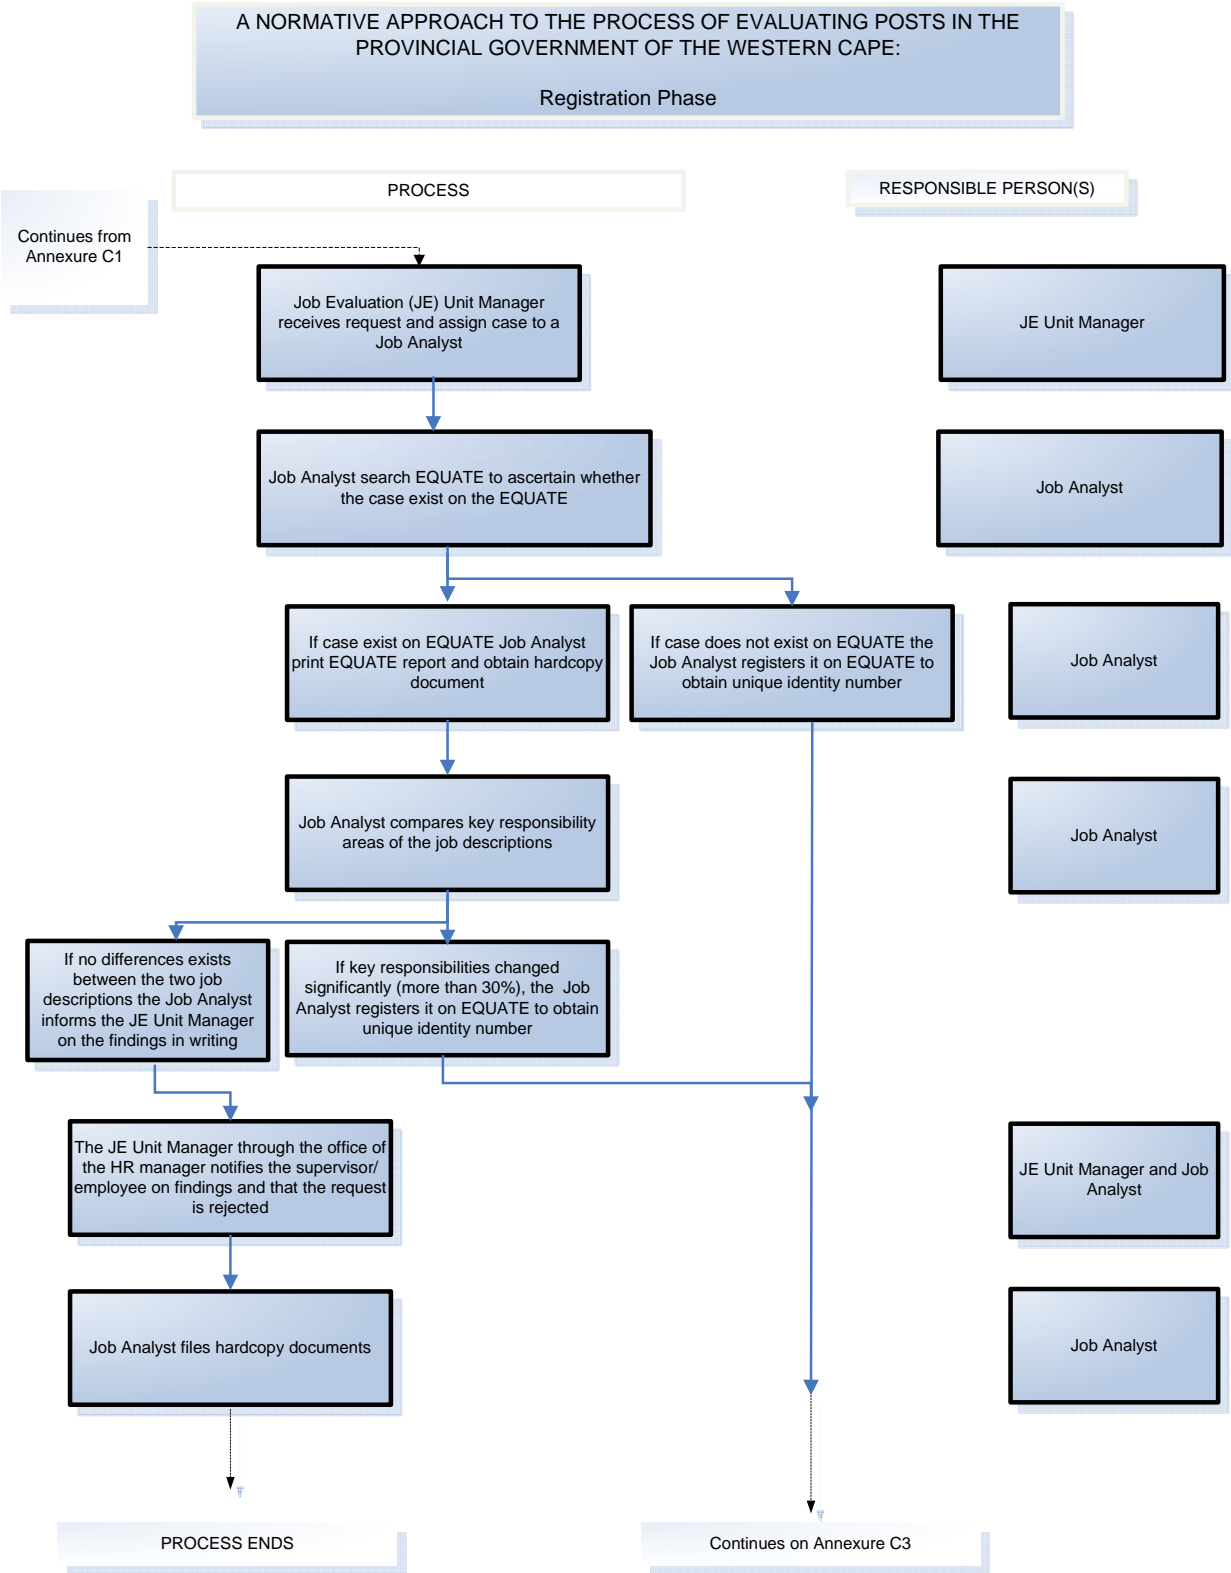 A NORMATIVE APPROACH TO THE PROCESS OF EVALUATING POSTS IN THE
PROVINCIAL GOVERNMENT OF THE WESTERN CAPE:
Registration Phase
PROCESS
RESPONSIBLE PERSON(S)
Continues from
Annexure C1
Job Evaluation (JE) Unit Manager
receives request and assign case to a
Job Analyst
JE Unit Manager
Job Analyst search EQUATE to ascertain whether
the case exist on the EQUATE
Job Analyst
If case exist on EQUATE Job Analyst
print EQUATE report and obtain hardcopy
document
If case does not exist on EQUATE the
Job Analyst registers it on EQUATE to
obtain unique identity number
Job Analyst
Job Analyst compares key responsibility
areas of the job descriptions
Job Analyst
If no differences exists
between the two job
descriptions the Job Analyst
informs the JE Unit Manager
on the findings in writing
If key responsibilities changed
significantly (more than 30%), the  Job
Analyst registers it on EQUATE to obtain
unique identity number
The JE Unit Manager through the office of
the HR manager notifies the supervisor/
employee on findings and that the request
is rejected
JE Unit Manager and Job
Analyst
Job Analyst files hardcopy documents
Job Analyst
PROCESS ENDS
Continues on Annexure C3